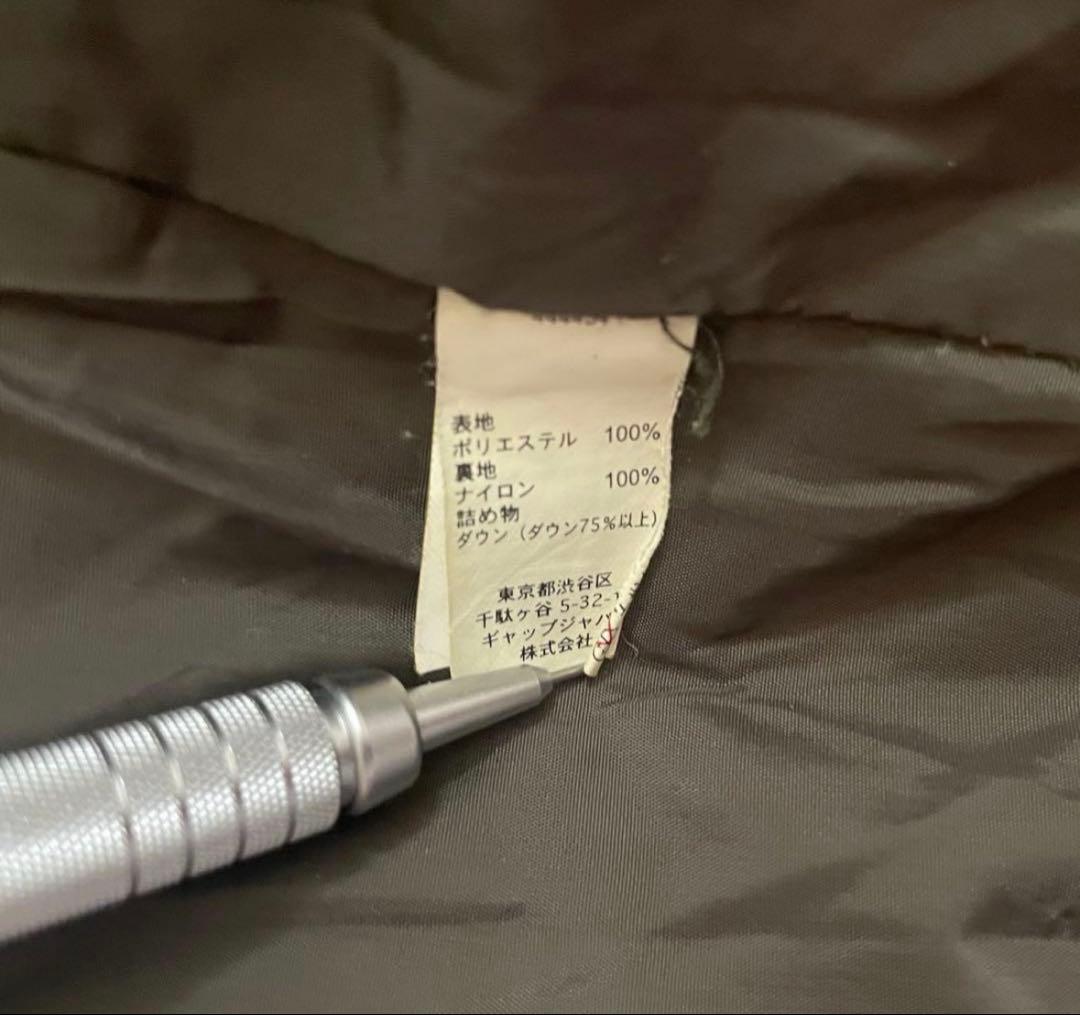 表地
ポリエステル 100%
裏地
ナイロン 100%
詰め物
ダウン（ダウン75%以上）
東京都渋谷区
千駄ヶ谷 5-32-
ギャップジャパン
株式会社